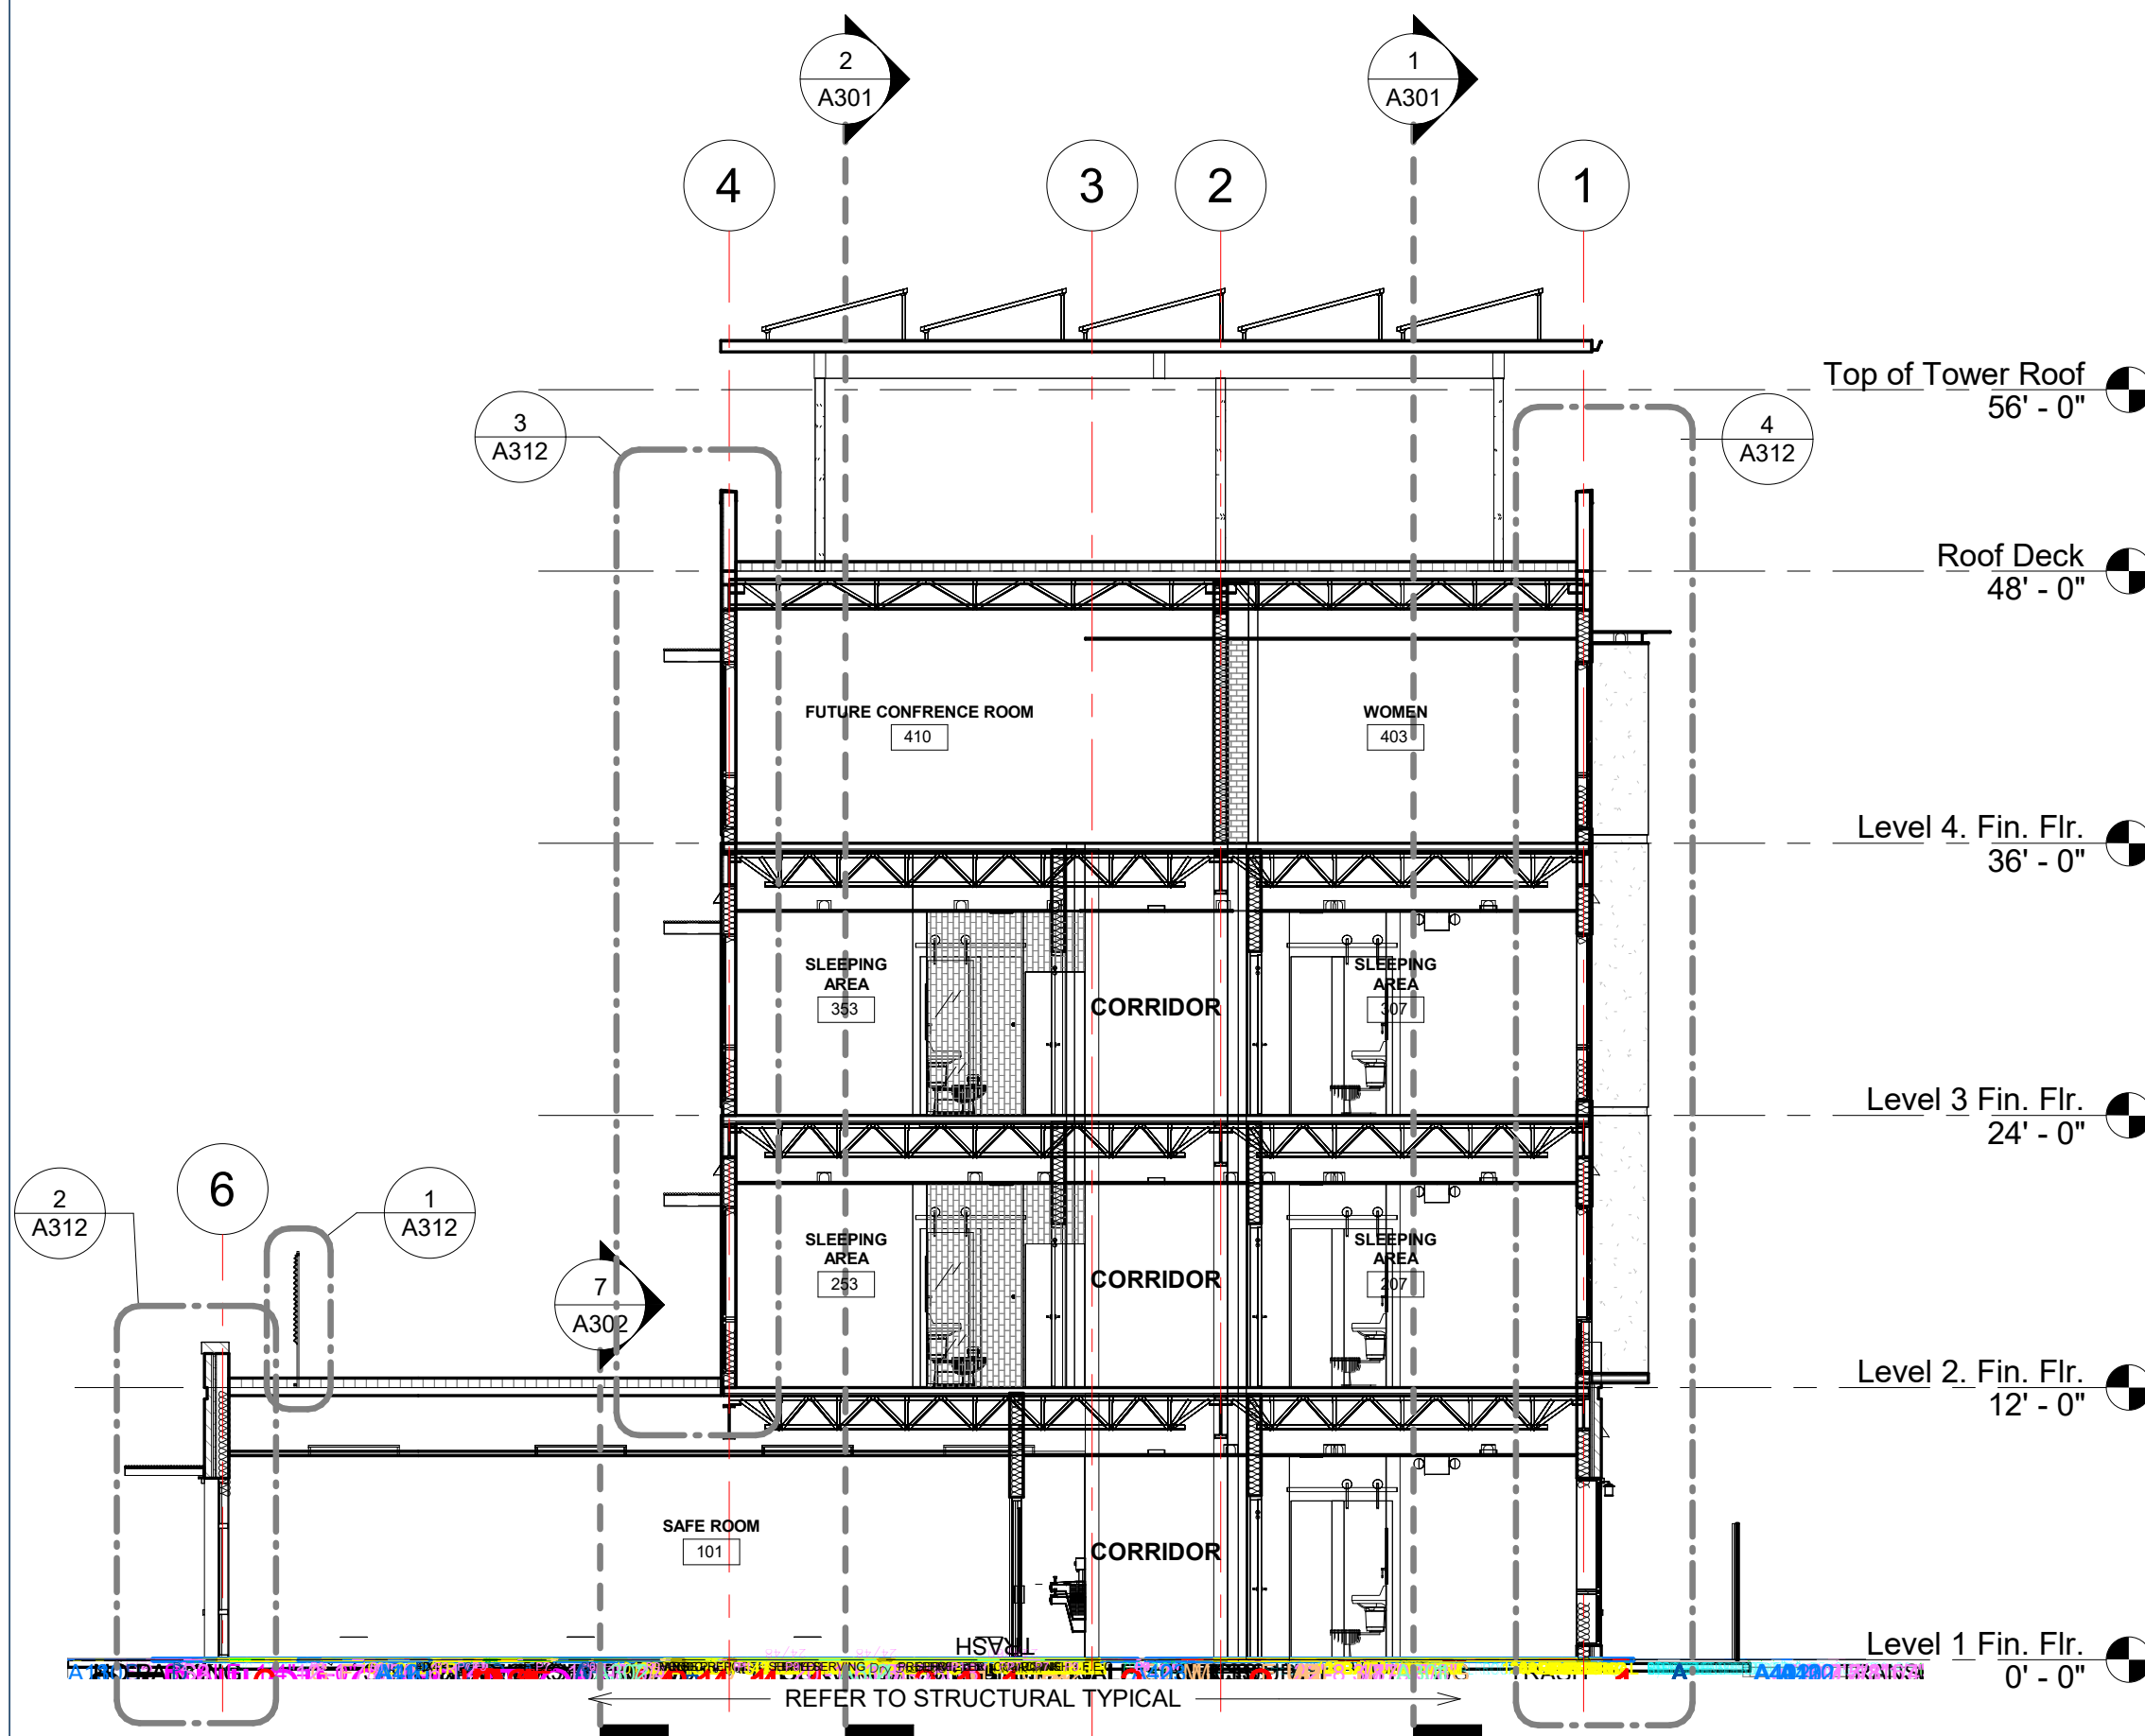 2
A301
1
A301
4
3
2
1
Top of Tower Roof
56' - 0"
3
A312
4
A312
Roof Deck
48' - 0"
FUTURE CONFRENCE ROOM
410
WOMEN
403
Level 4. Fin. Flr.
36' - 0"
SLEEPING
AREA
353
CORRIDOR
SLEEPING
AREA
307
Level 3 Fin. Flr.
24' - 0"
2
A312
6
1
A312
SLEEPING
AREA
253
CORRIDOR
SLEEPING
AREA
207
7
A302
Level 2. Fin. Flr.
12' - 0"
SAFE ROOM
101
CORRIDOR
TRASH
Level 1 Fin. Flr.
0' - 0"
REFER TO STRUCTURAL TYPICAL